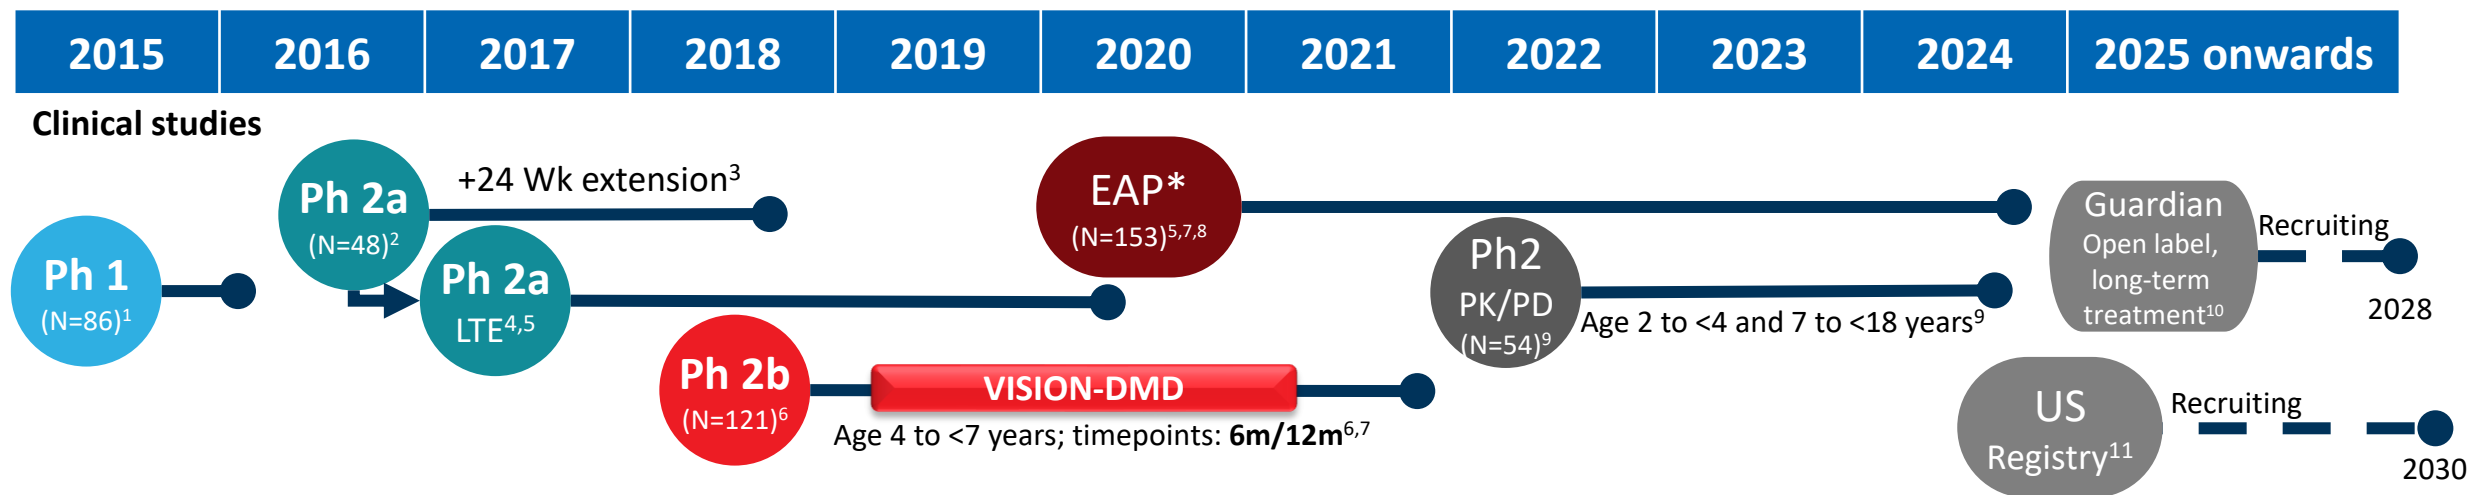 2015 2016 2017 2018 2019 2020 2021 2022 2023 2024 2025 onwards
Clinical studies
Ph 1
(N=86)¹
Ph 2a
(N=48)²
+24 Wk extension³
Ph 2a
LTE⁴,⁵
Ph 2b
(N=121)⁶
VISION-DMD
Age 4 to <7 years; timepoints: 6m/12m⁶,⁷
EAP*
(N=153)⁵,⁷,⁸
Ph2
PK/PD
(N=54)⁹
Age 2 to <4 and 7 to <18 years⁹
Guardian
Open label,
long-term
treatment¹⁰
Recruiting
2028
US
Registry¹¹
Recruiting
2030